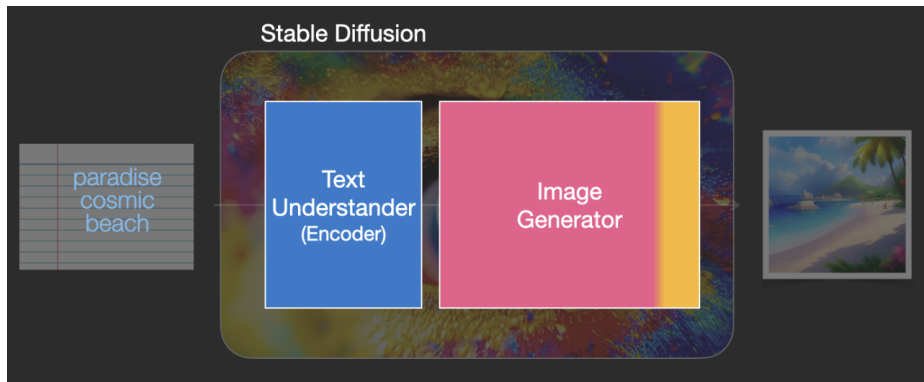 Stable Diffusion
paradise
cosmic
beach
Text
Understander
(Encoder)
Image
Generator